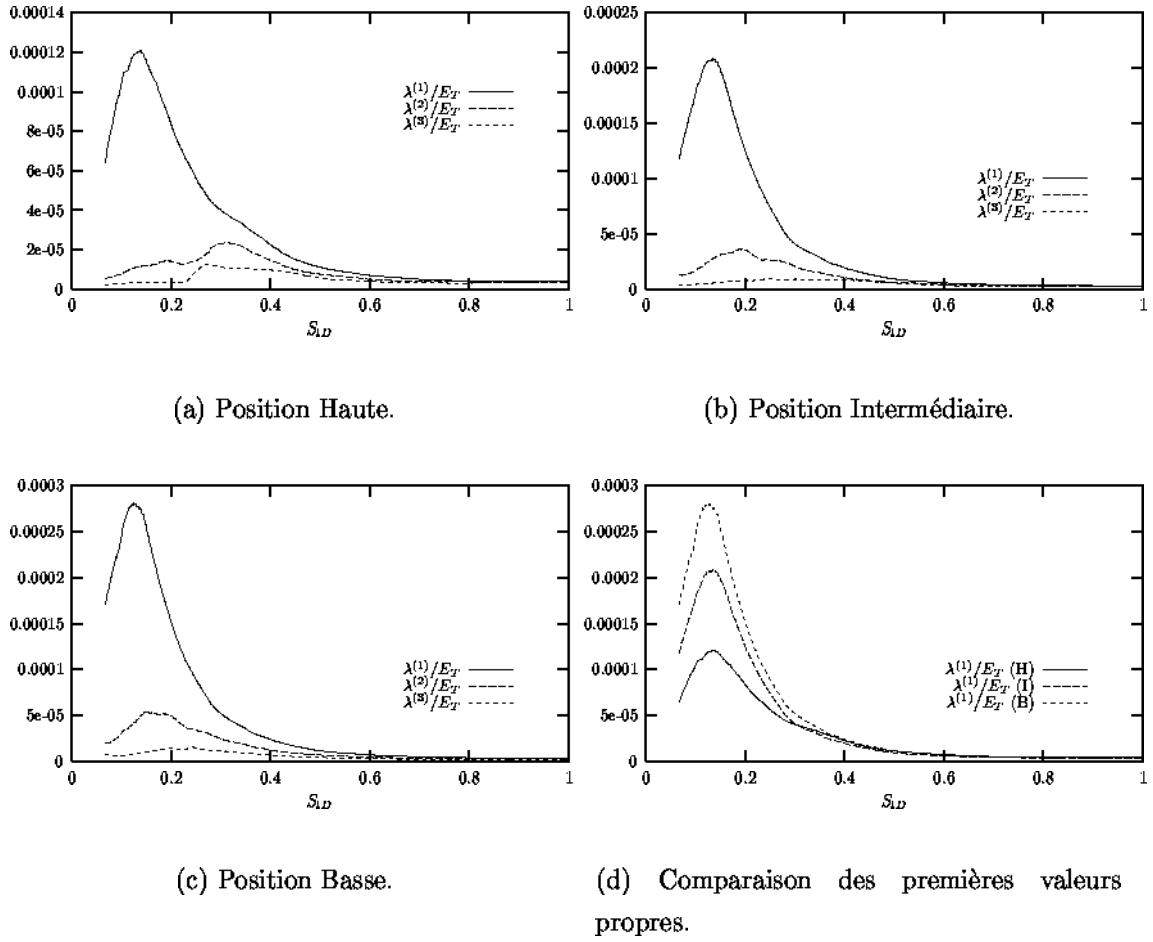 0.00014
0.00012
0.0001
8e-05
6e-05
4e-05
2e-05
0
0 0.2 0.4 0.6 0.8 1
S₁D
λ⁽¹⁾/E_T
λ⁽²⁾/E_T
λ⁽³⁾/E_T
(a) Position Haute.
0.00025
0.0002
0.00015
0.0001
5e-05
0
0 0.2 0.4 0.6 0.8 1
S₁D
λ⁽¹⁾/E_T
λ⁽²⁾/E_T
λ⁽³⁾/E_T
(b) Position Intermédiaire.
0.0003
0.00025
0.0002
0.00015
0.0001
5e-05
0
0 0.2 0.4 0.6 0.8 1
S₁D
λ⁽¹⁾/E_T
λ⁽²⁾/E_T
λ⁽³⁾/E_T
(c) Position Basse.
0.0003
0.00025
0.0002
0.00015
0.0001
5e-05
0
0 0.2 0.4 0.6 0.8 1
S₁D
λ⁽¹⁾/E_T (H)
λ⁽¹⁾/E_T (I)
λ⁽¹⁾/E_T (B)
(d) Comparaison des premières valeurs
propres.